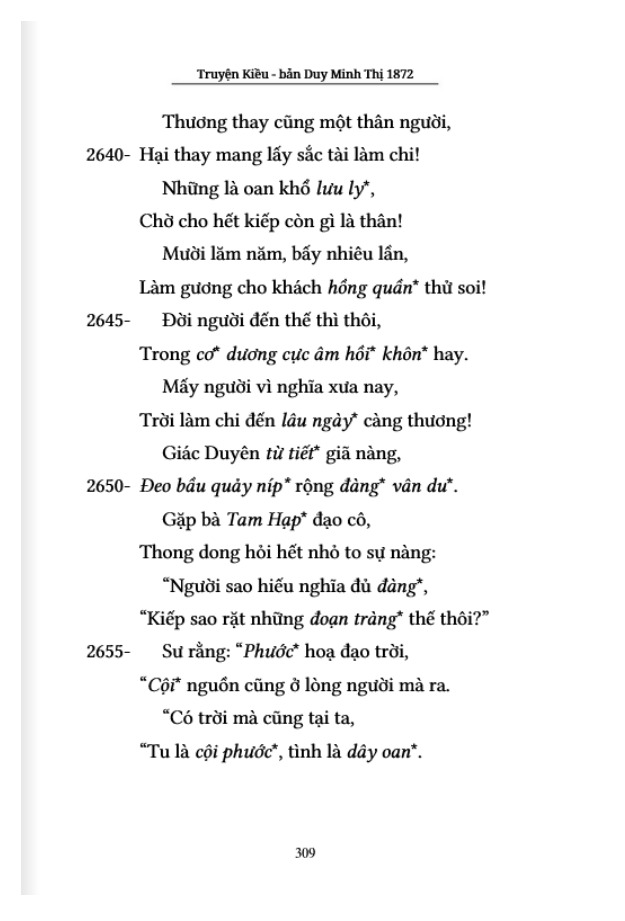 Truyện Kiều - bản Duy Minh Thị 1872
Thương thay cũng một thân người,
2640- Hại thay mang lấy sắc tài làm chi!
Những là oan khổ lưu ly*,
Chờ cho hết kiếp còn gì là thân!
Mười lăm năm, bấy nhiêu lần,
Làm gương cho khách hồng quần* thử soi!
2645- Đời người đến thế thì thôi,
Trong cơ* dương cực âm hồi* khôn* hay.
Mấy người vì nghĩa xưa nay,
Trời làm chi đến lâu ngày* càng thương!
Giác Duyên từ tiết* giã nàng,
2650- Đeo bầu quảy níp* rộng đàng* vân du*.
Gặp bà Tam Hạp* đạo cô,
Thong dong hỏi hết nhỏ to sự nàng:
“Người sao hiếu nghĩa đủ đàng*,
“Kiếp sao rặt những đoạn tràng* thế thôi?”
2655- Sư rằng: “Phước* hoạ đạo trời,
“Cội* nguồn cũng ở lòng người mà ra.
“Có trời mà cũng tại ta,
“Tu là cội phước*, tình là dây oan*.
309